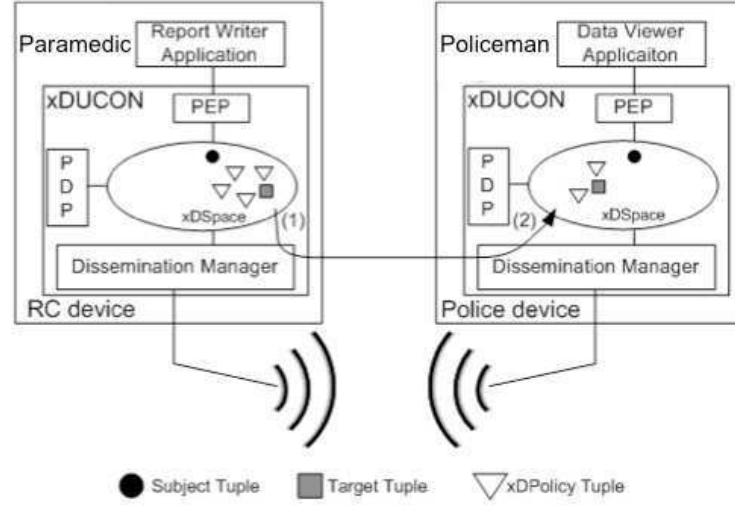 Paramedic
Report Writer
Application
xDUCON
PEP
P
D
P
xDSpace
(1)
Dissemination Manager
RC device
Policeman
Data Viewer
Applicaiton
xDUCON
PEP
P
D
P
xDSpace
(2)
Dissemination Manager
Police device
Subject Tuple
Target Tuple
xDPolicy Tuple